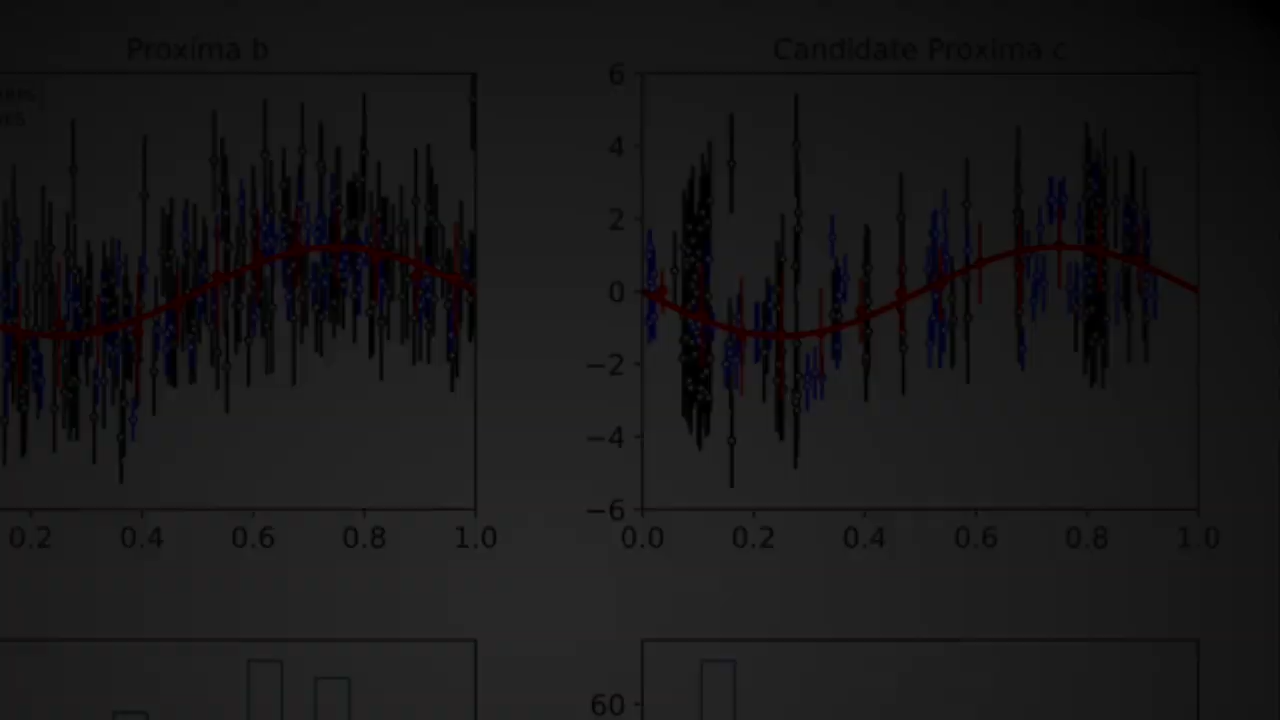 Proxima b
Candidate Proxima c
6
4
2
0
−2
−4
−6
0.2 0.4 0.6 0.8 1.0
0.0 0.2 0.4 0.6 0.8 1.0
60